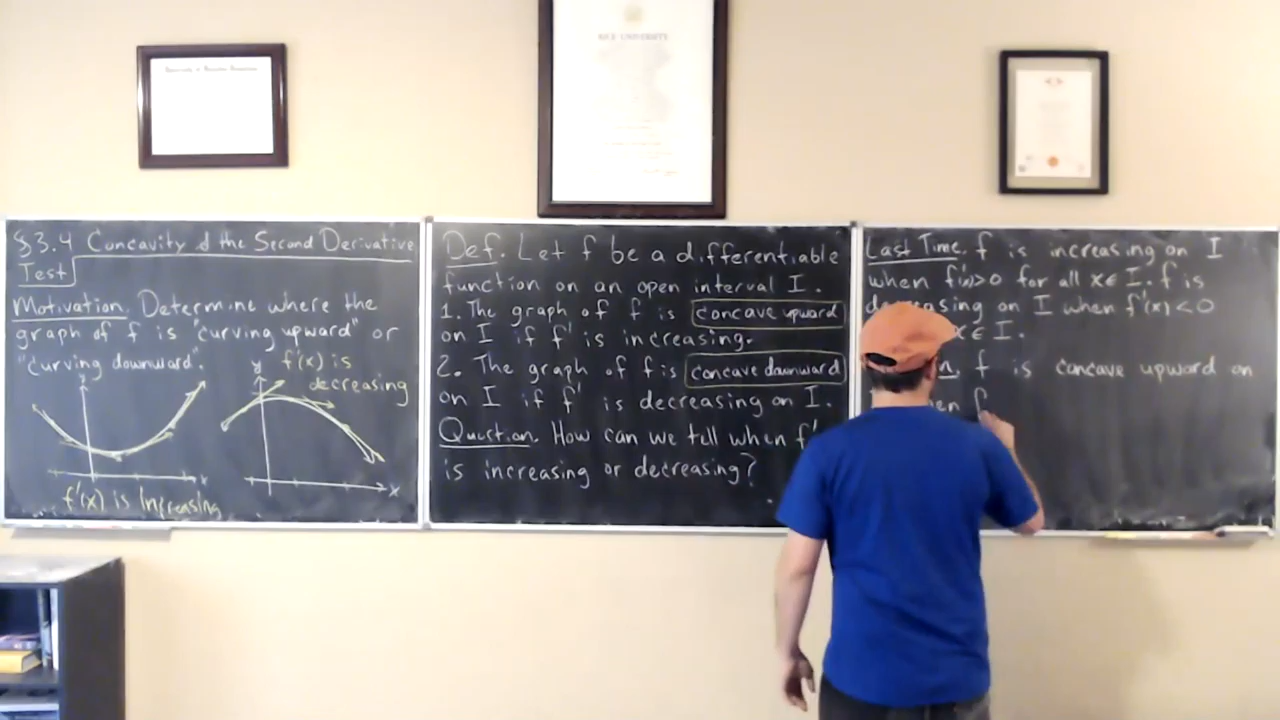 RICE UNIVERSITY
§3.4 Concavity & the Second Derivative
Test
Motivation. Determine where the
graph of f is "curving upward" or
"curving downward".
y
x
f'(x) is increasing
y
f'(x) is
decreasing
x
Def. Let f be a differentiable
function on an open interval I.
1. The graph of f is concave upward
on I if f' is increasing.
2. The graph of f is concave downward
on I if f' is decreasing on I.
Question. How can we tell when f'
is increasing or decreasing?
Last Time. f is increasing on I
when f'(x)>0 for all x∈I. f is
decreasing on I when f'(x)<0
x∈I.
f is concave upward on
f